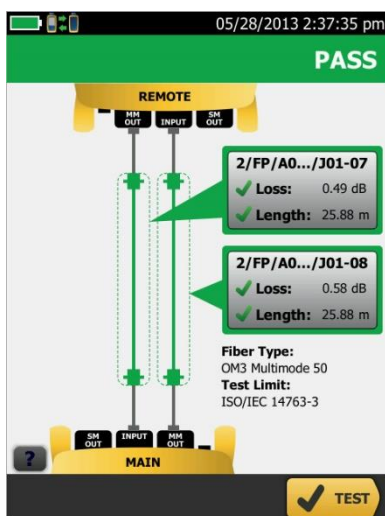 05/28/2013 2:37:35 pm
PASS
REMOTE
MM OUT
INPUT
SM OUT
2/FP/A0.../J01-07
Loss: 0.49 dB
Length: 25.88 m
2/FP/A0.../J01-08
Loss: 0.58 dB
Length: 25.88 m
Fiber Type:
OM3 Multimode 50
Test Limit:
ISO/IEC 14763-3
SM OUT
INPUT
MM OUT
?
MAIN
TEST